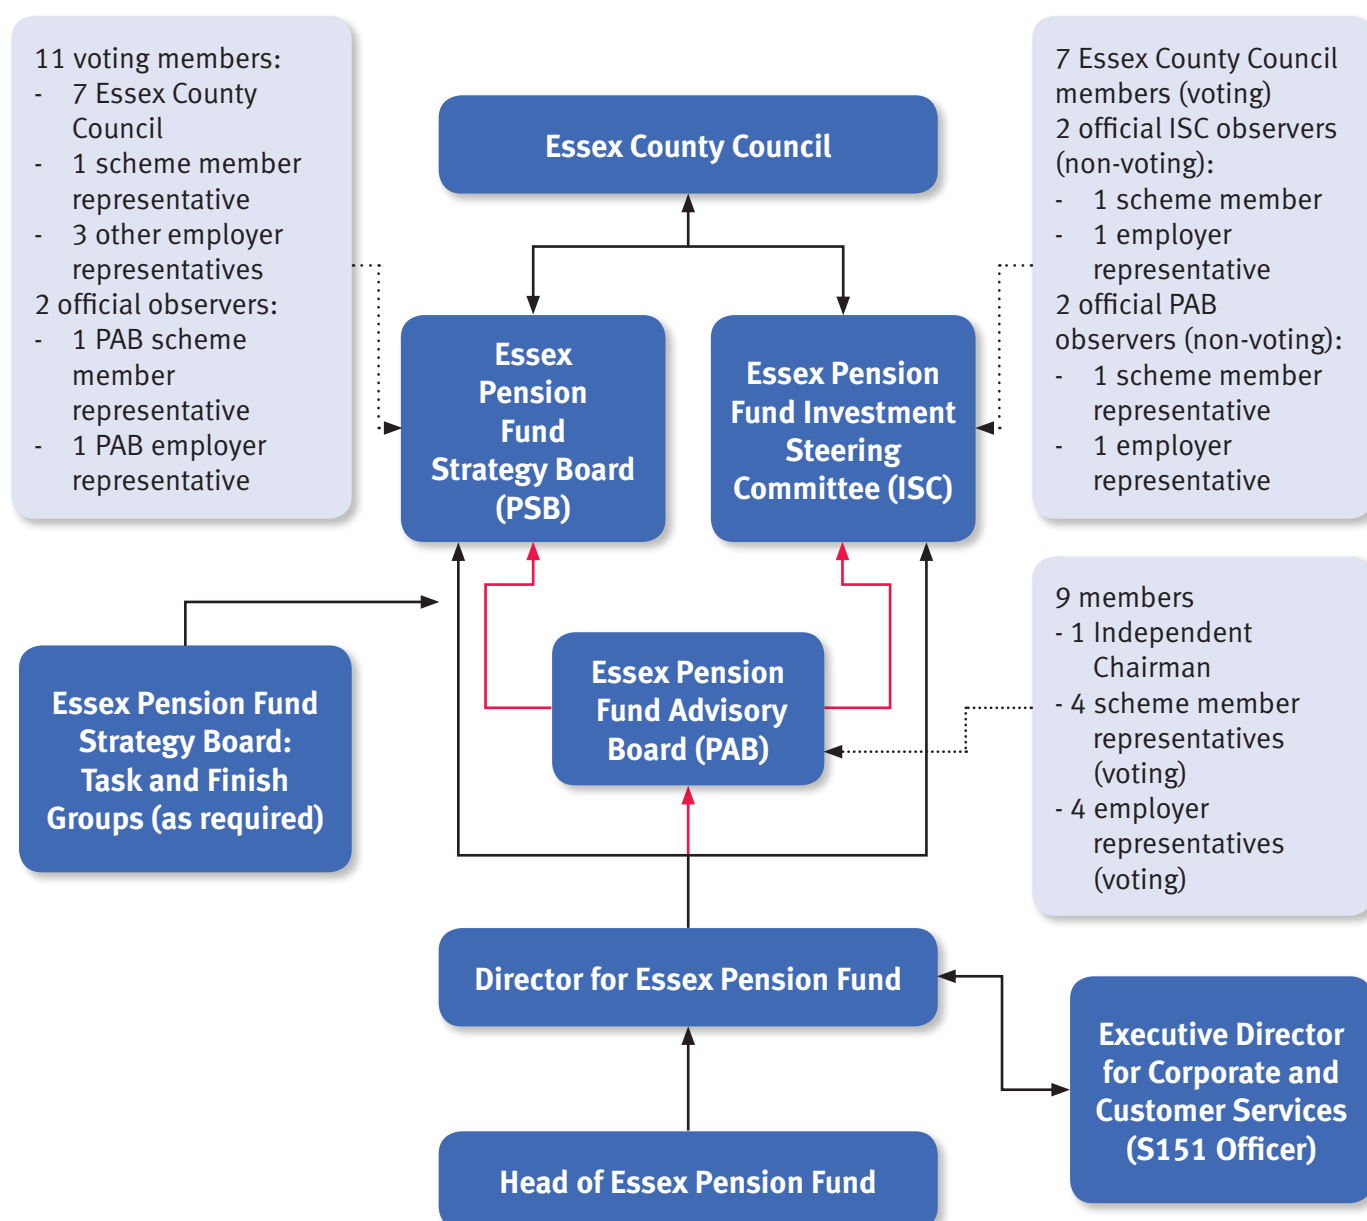 11 voting members:
- 7 Essex County
Council
- 1 scheme member
representative
- 3 other employer
representatives
2 official observers:
- 1 PAB scheme
member
representative
- 1 PAB employer
representative
Essex County Council
7 Essex County Council
members (voting)
2 official ISC observers
(non-voting):
- 1 scheme member
- 1 employer
representative
2 official PAB
observers (non-voting):
- 1 scheme member
representative
- 1 employer
representative
Essex
Pension
Fund
Strategy Board
(PSB)
Essex Pension
Fund Investment
Steering
Committee (ISC)
Essex Pension Fund
Strategy Board:
Task and Finish
Groups (as required)
Essex Pension
Fund Advisory
Board (PAB)
9 members
- 1 Independent
Chairman
- 4 scheme member
representatives
(voting)
- 4 employer
representatives
(voting)
Director for Essex Pension Fund
Executive Director
for Corporate and
Customer Services
(S151 Officer)
Head of Essex Pension Fund